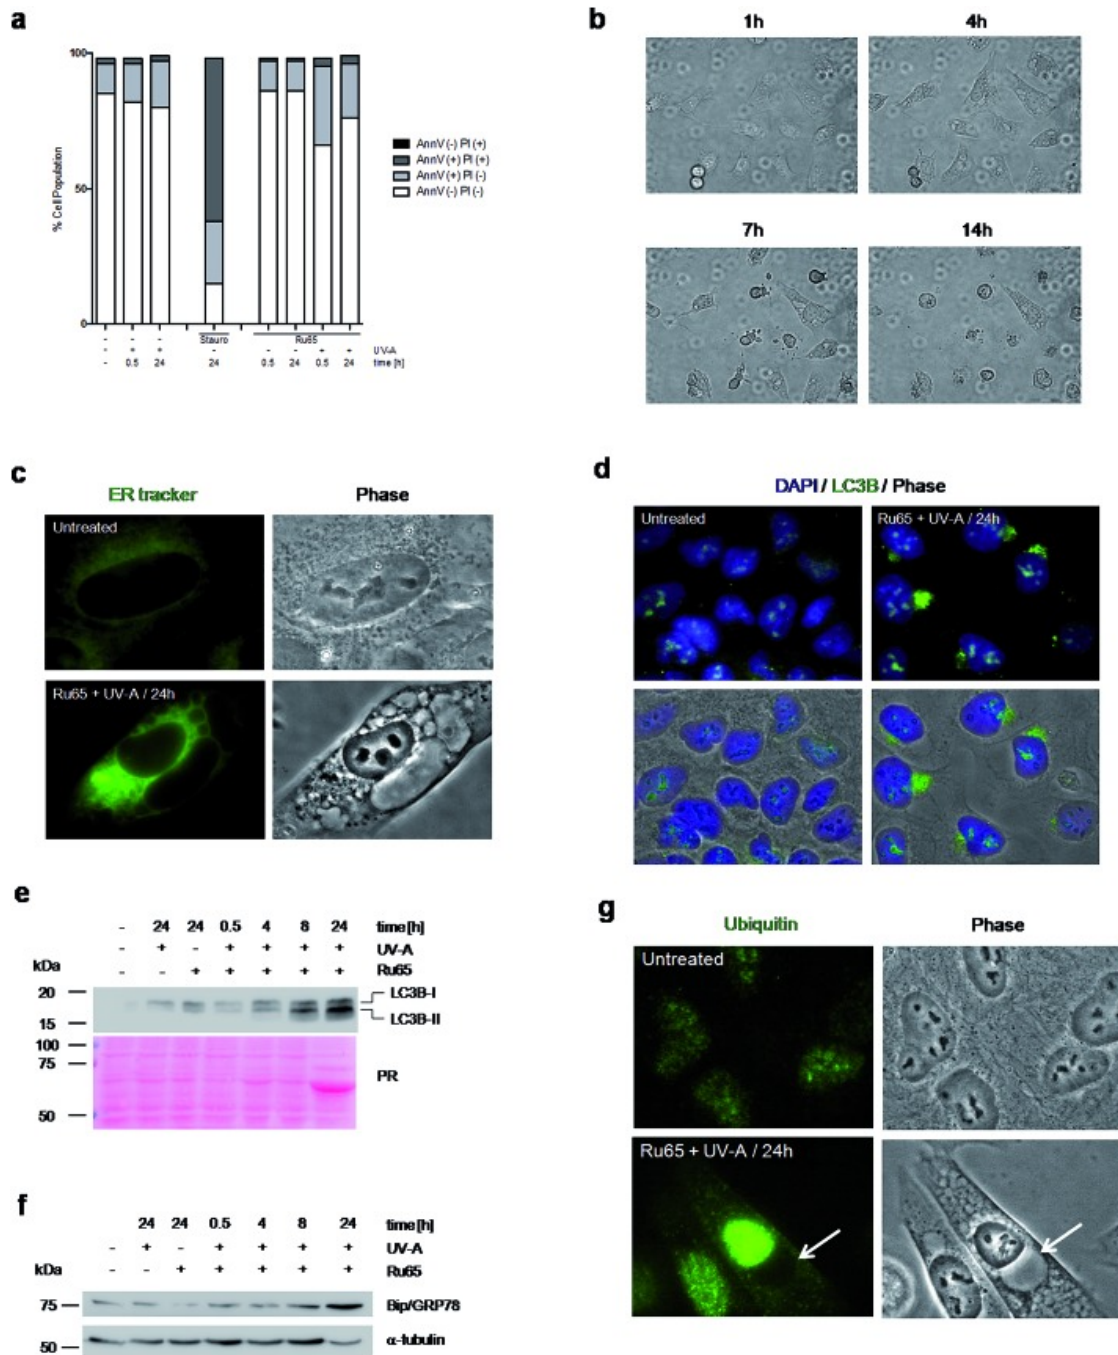 a
100
50
0
% Cell Population
AnnV (-) PI (+)
AnnV (+) PI (+)
AnnV (+) PI (-)
AnnV (-) PI (-)
Stauro
Ru65
- + + - - - + + UV-A
- 0.5 24 24 0.5 24 0.5 24 time [h]
b
1h 4h
7h 14h
c
ER tracker Phase
Untreated
Ru65 + UV-A / 24h
d
DAPI / LC3B / Phase
Untreated Ru65 + UV-A / 24h
e
- 24 24 0.5 4 8 24 time [h]
- + - + + + + UV-A
kDa - - + + + + + Ru65
20
15
LC3B-I
LC3B-II
100
75
50
PR
f
24 24 0.5 4 8 24 time [h]
- + - + + + + UV-A
kDa - - + + + + + Ru65
75 Bip/GRP78
50 α-tubulin
g
Ubiquitin Phase
Untreated
Ru65 + UV-A / 24h